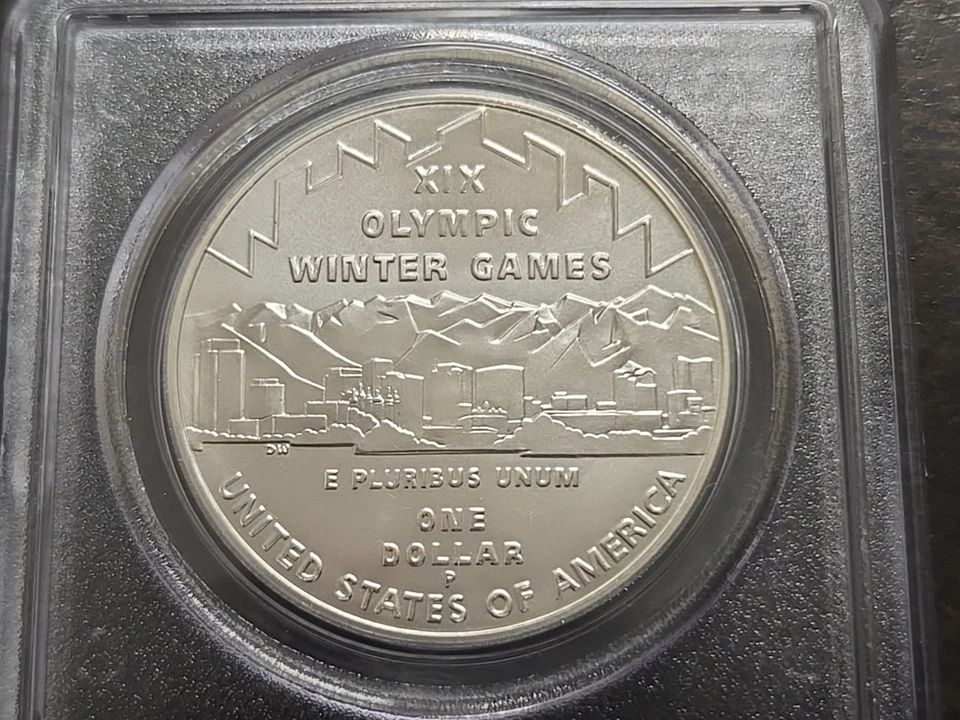 XIX
OLYMPIC
WINTER GAMES
DW
E PLURIBUS UNUM
ONE
DOLLAR
P
UNITED STATES OF AMERICA